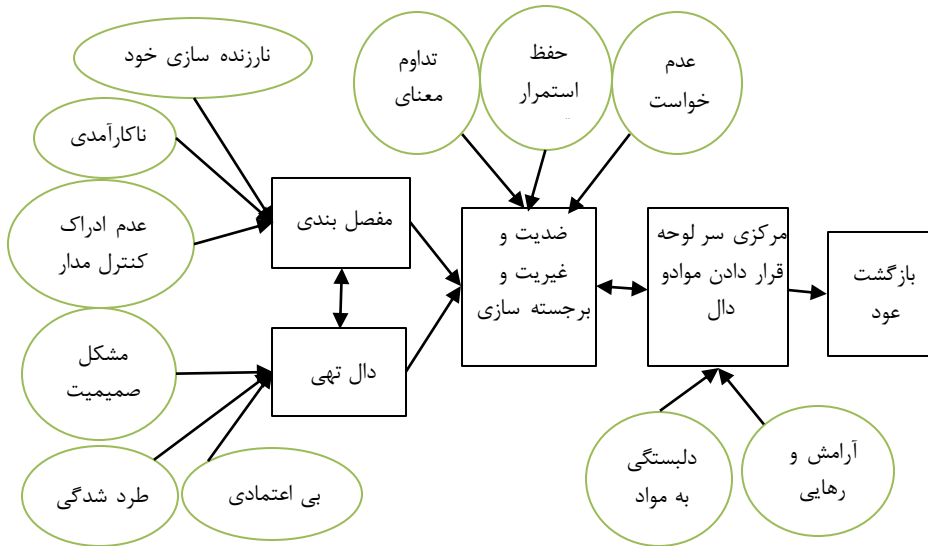 نارزنده سازی خود
ناکارآمدی
عدم ادراک
کنترل مدار
مشکل
صمیمیت
طرد شدگی
بی اعتمادی
مفصل بندی
دال تهی
تداوم
معنای
حفظ
استمرار
عدم
خواست
ضدیت و
غیریت و
برجسته سازی
مرکزی سر لوحه
قرار دادن موادو
دال
دلبستگی
به مواد
آرامش و
رهایی
بازگشت
عود